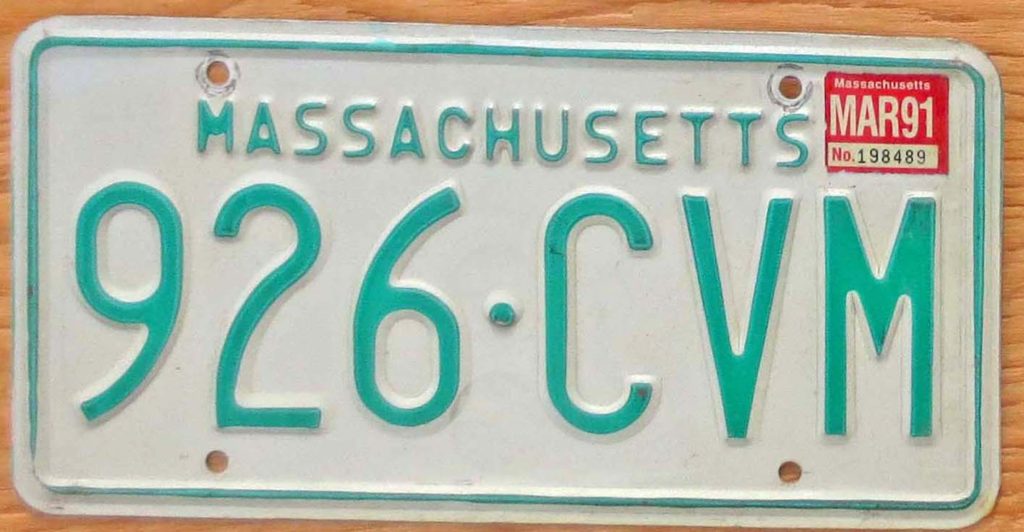 MASSACHUSETTS
Massachusetts
MAR91
No. 198489
926·CVM